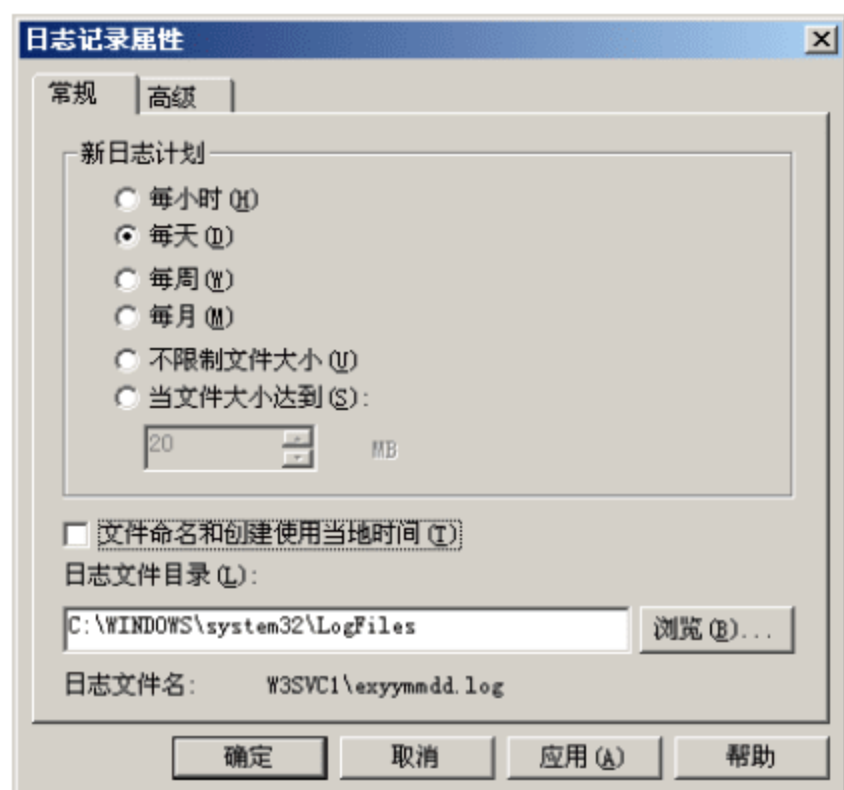 日志记录属性
常规 高级
新日志计划
每小时(H)
每天(D)
每周(W)
每月(M)
不限制文件大小(U)
当文件大小达到(S):
20 MB
文件命名和创建使用当地时间(T)
日志文件目录(L):
C:\WINDOWS\system32\LogFiles 浏览(B)...
日志文件名: W3SVC1\exyymmdd.log
确定 取消 应用(A) 帮助